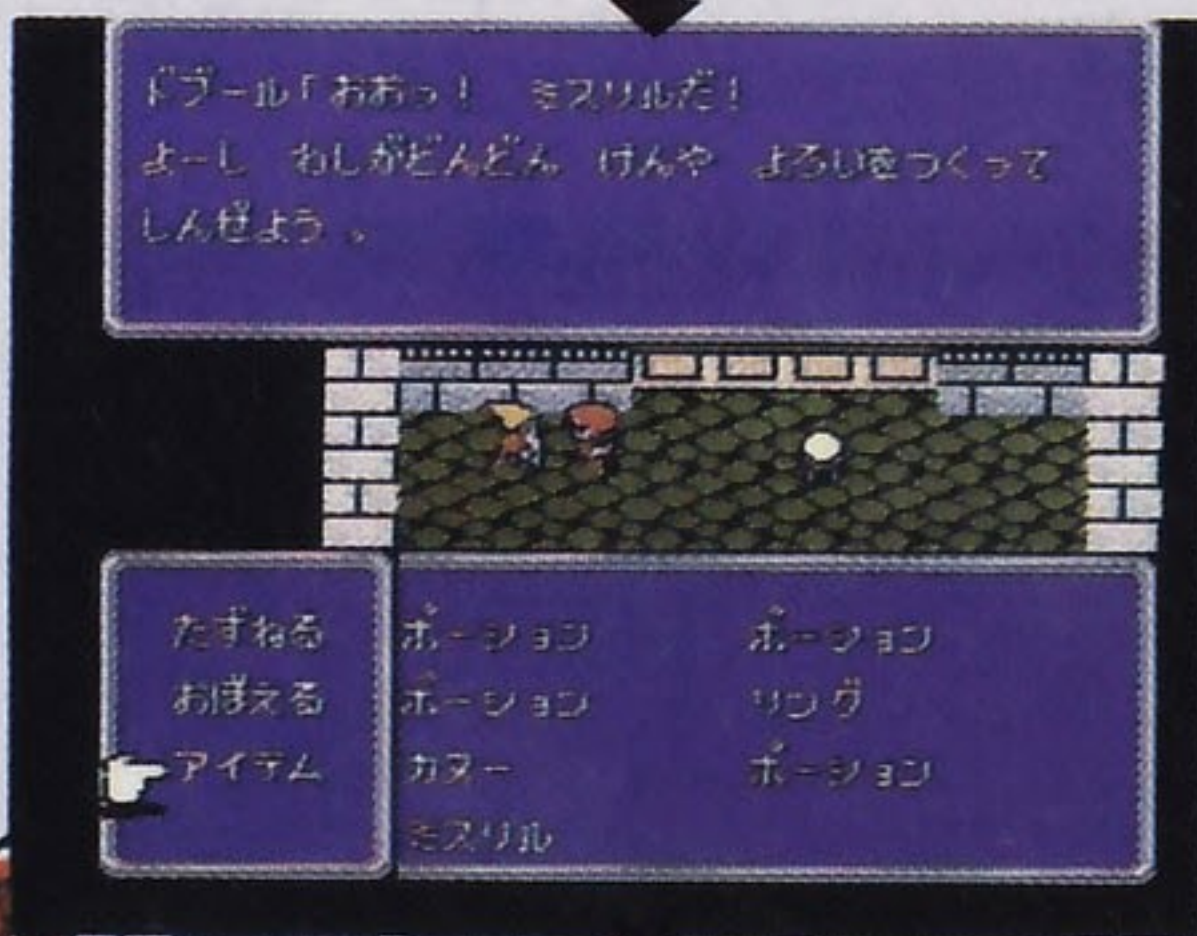 ドブール「おおっ！　ミスリルだ！
よーし　わしがどんどん　けんや　よろいをつくって
しんぜよう。
たずねる
おぼえる
アイテム
ポーション　ポーション
ポーション　リング
カヌー　ポーション
ミスリル